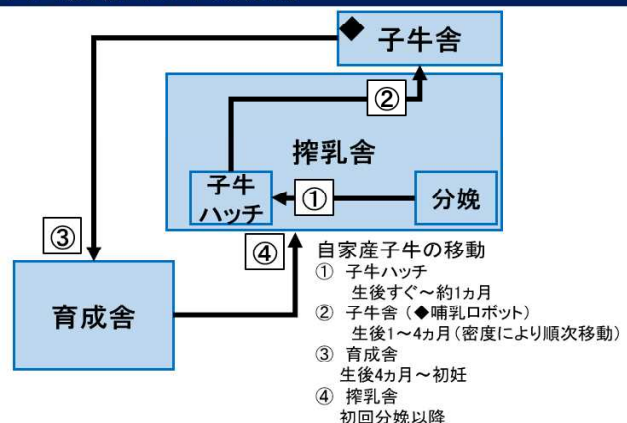 ◆ 子牛舎
②
搾乳舎
子牛
ハッチ
①
分娩
③
④
育成舎
自家産子牛の移動
① 子牛ハッチ
生後すぐ～約1ヵ月
② 子牛舎（◆哺乳ロボット）
生後1～4ヵ月（密度により順次移動）
③ 育成舎
生後4ヵ月～初妊
④ 搾乳舎
初回分娩以降